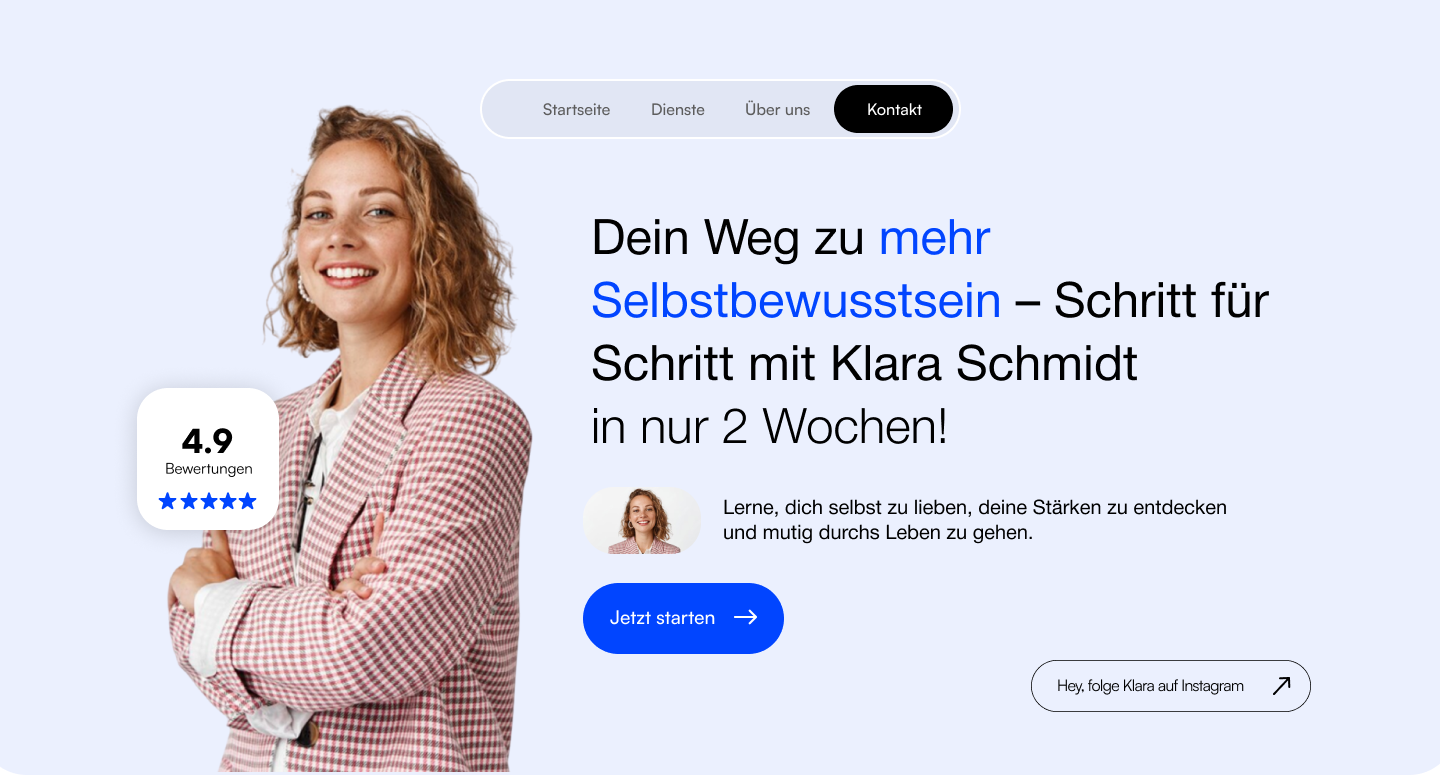 Startseite Dienste Über uns Kontakt
Dein Weg zu mehr
Selbstbewusstsein – Schritt für
Schritt mit Klara Schmidt
in nur 2 Wochen!
4.9
Bewertungen
Lerne, dich selbst zu lieben, deine Stärken zu entdecken
und mutig durchs Leben zu gehen.
Jetzt starten
Hey, folge Klara auf Instagram